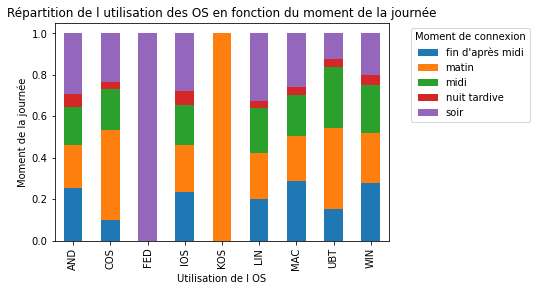 Répartition de l utilisation des OS en fonction du moment de la journée
Moment de connexion
fin d'après midi
matin
midi
nuit tardive
soir
Moment de la journée
1.0
0.8
0.6
0.4
0.2
0.0
AND
COS
FED
IOS
KOS
LIN
MAC
UBT
WIN
Utilisation de l OS